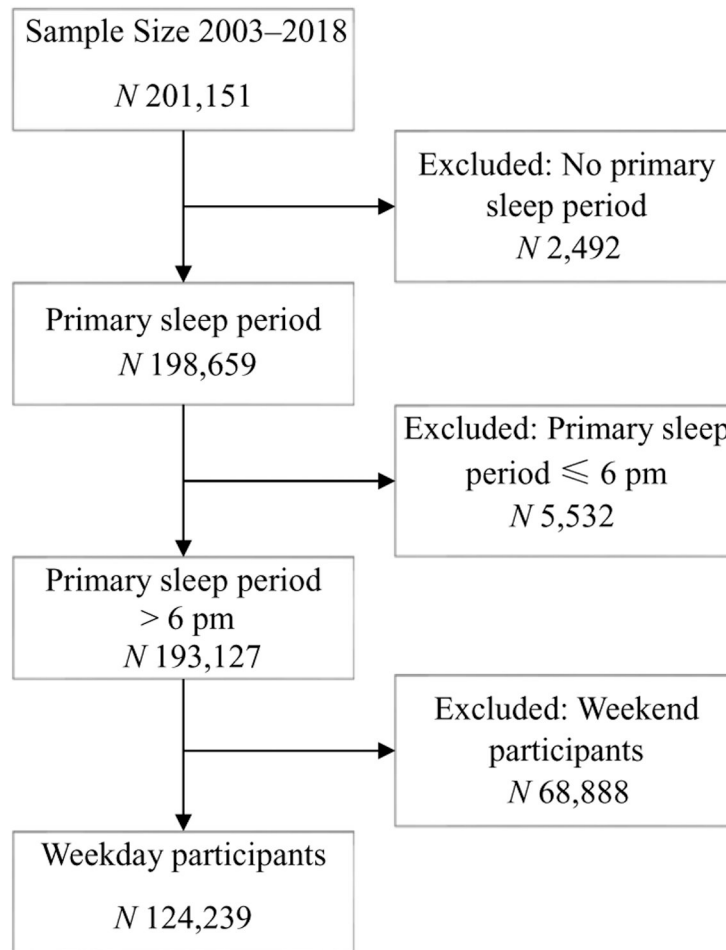 Sample Size 2003–2018
N 201,151
Excluded: No primary
sleep period
N 2,492
Primary sleep period
N 198,659
Excluded: Primary sleep
period ⩽ 6 pm
N 5,532
Primary sleep period
> 6 pm
N 193,127
Excluded: Weekend
participants
N 68,888
Weekday participants
N 124,239